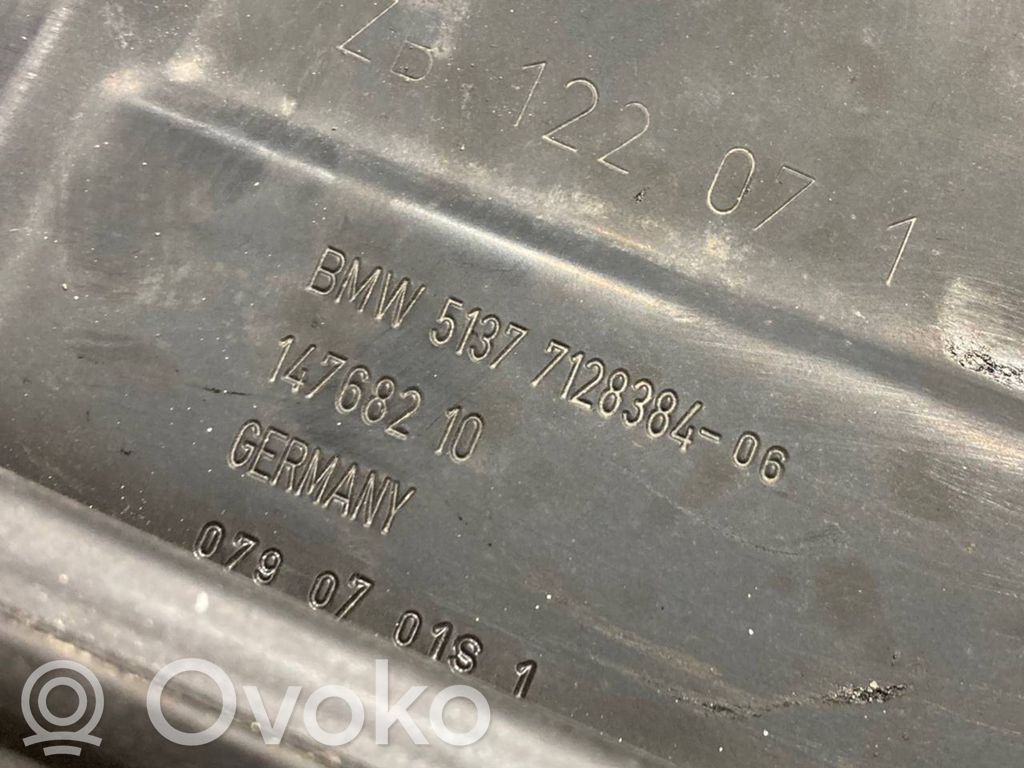 ZB 122 07 1
BMW 5137 7128384-06
147682 10
GERMANY
079 07 01S 1
Ovoko